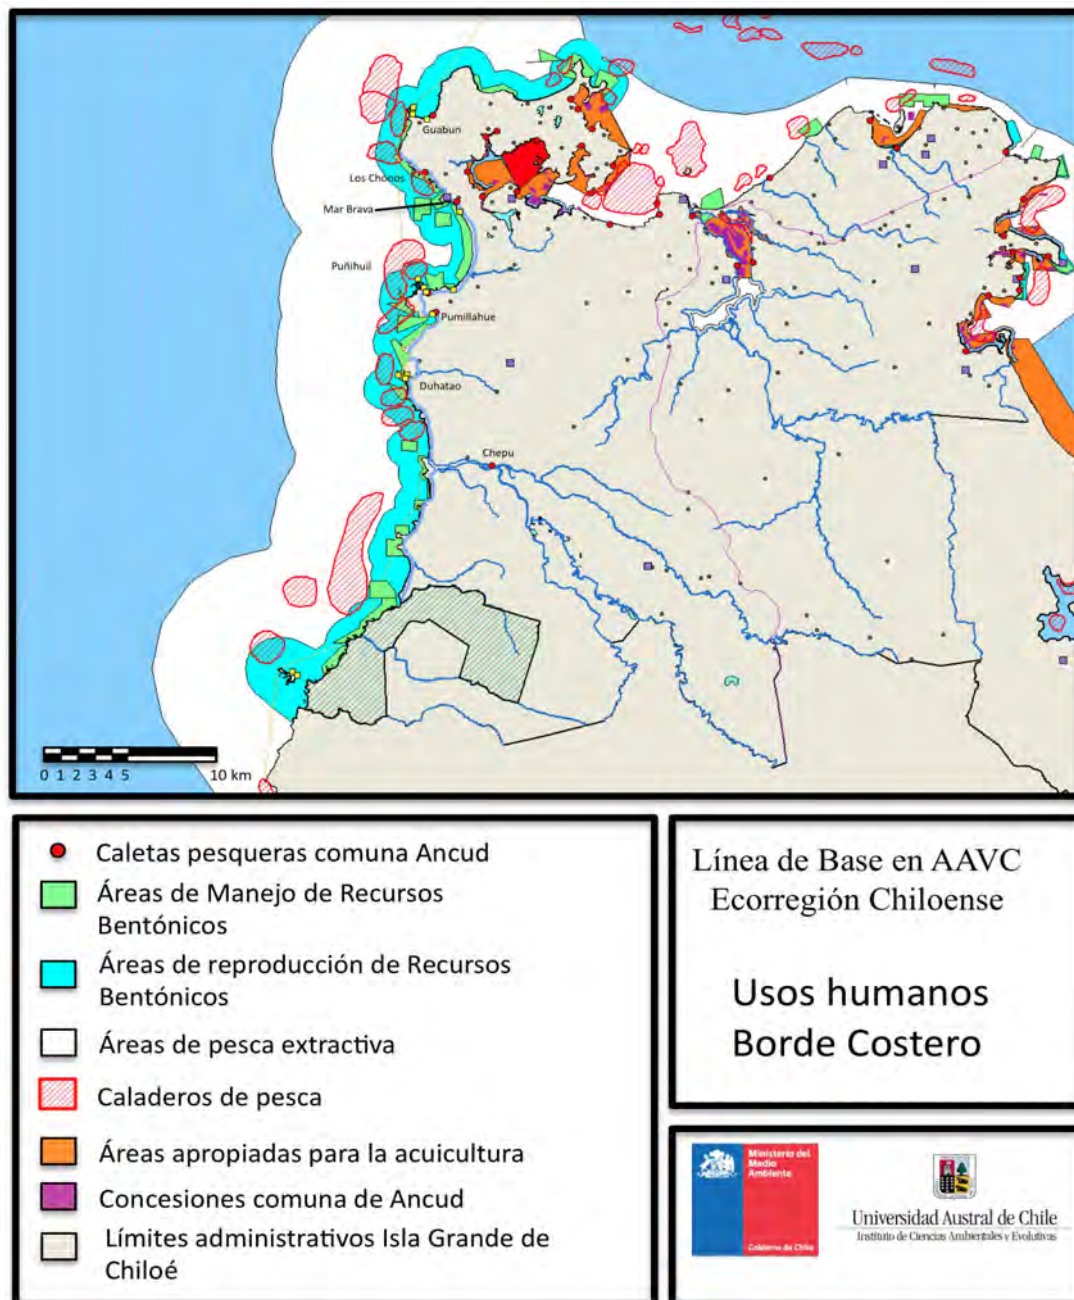 Guabun
Los Chonos
Mar Brava
Puñihuil
Pumillahue
Duhatao
Chepu
0 1 2 3 4 5 10 km
Caletas pesqueras comuna Ancud
Áreas de Manejo de Recursos
Bentónicos
Áreas de reproducción de Recursos
Bentónicos
Áreas de pesca extractiva
Caladeros de pesca
Áreas apropiadas para la acuicultura
Concesiones comuna de Ancud
Límites administrativos Isla Grande de
Chiloé
Línea de Base en AAVC
Ecorregión Chiloense
Usos humanos
Borde Costero
Ministerio del
Medio
Ambiente
Gobierno de Chile
Universidad Austral de Chile
Instituto de Ciencias Ambientales y Evolutivas